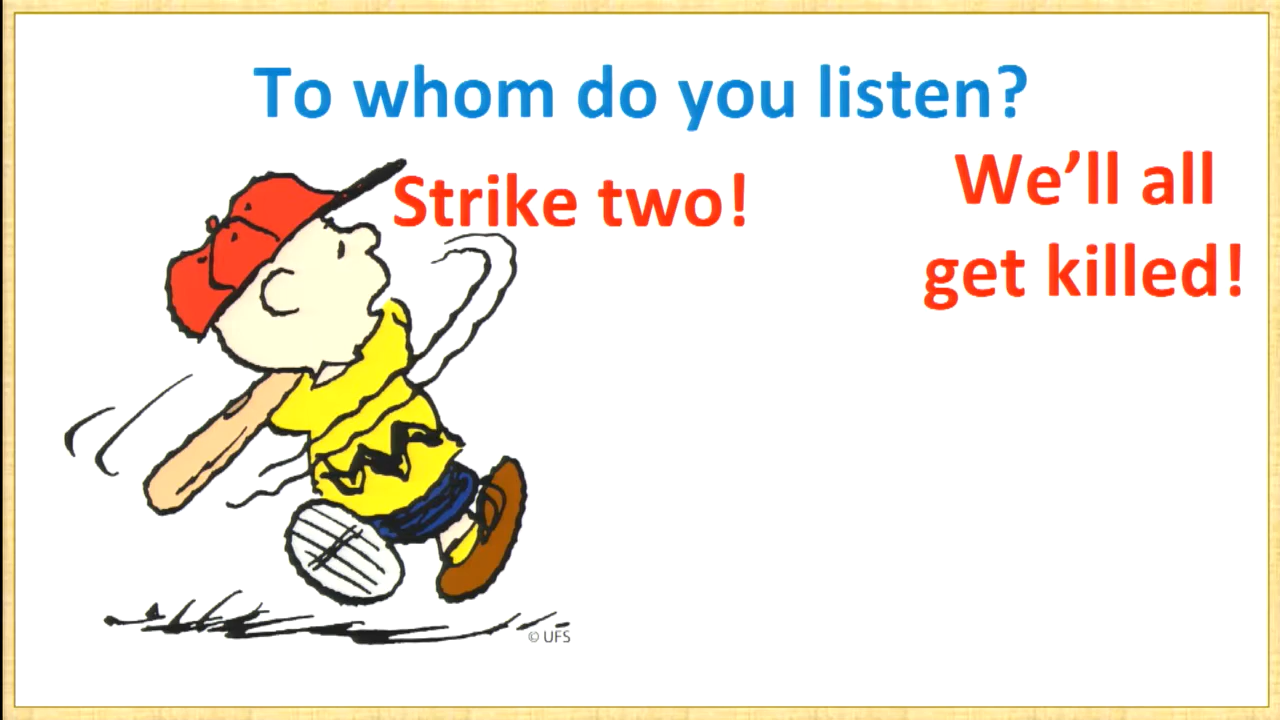 To whom do you listen?
Strike two!
We'll all
get killed!
© UFS